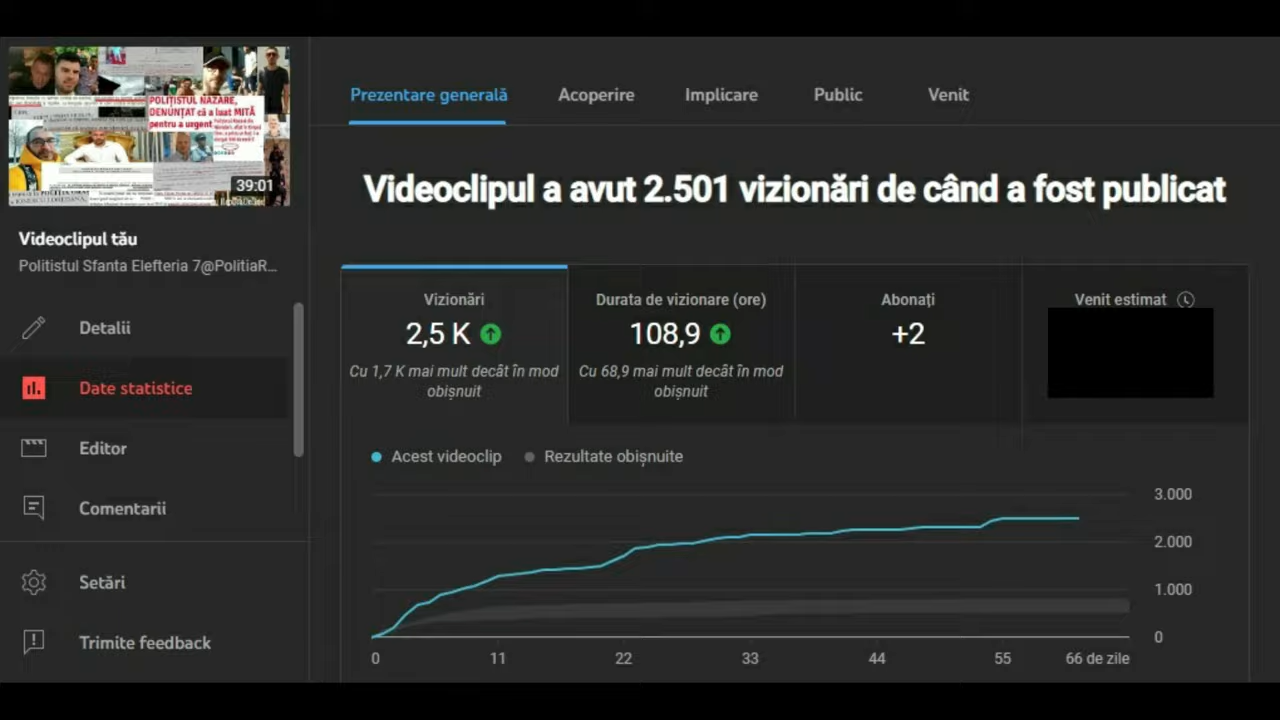 POLIȚISTUL NAZARE,
DENUNȚAT că a luat MITĂ
pentru a urgent
39:01
Videoclipul tău
Politistul Sfanta Elefteria 7@PolitiaR...
Detalii
Date statistice
Editor
Comentarii
Setări
Trimite feedback
Prezentare generală
Acoperire
Implicare
Public
Venit
Videoclipul a avut 2.501 vizionări de când a fost publicat
Vizionări
2,5 K
Cu 1,7 K mai mult decât în mod
obișnuit
Durata de vizionare (ore)
108,9
Cu 68,9 mai mult decât în mod
obișnuit
Abonați
+2
Venit estimat
Acest videoclip
Rezultate obișnuite
3.000
2.000
1.000
0
0
11
22
33
44
55
66 de zile